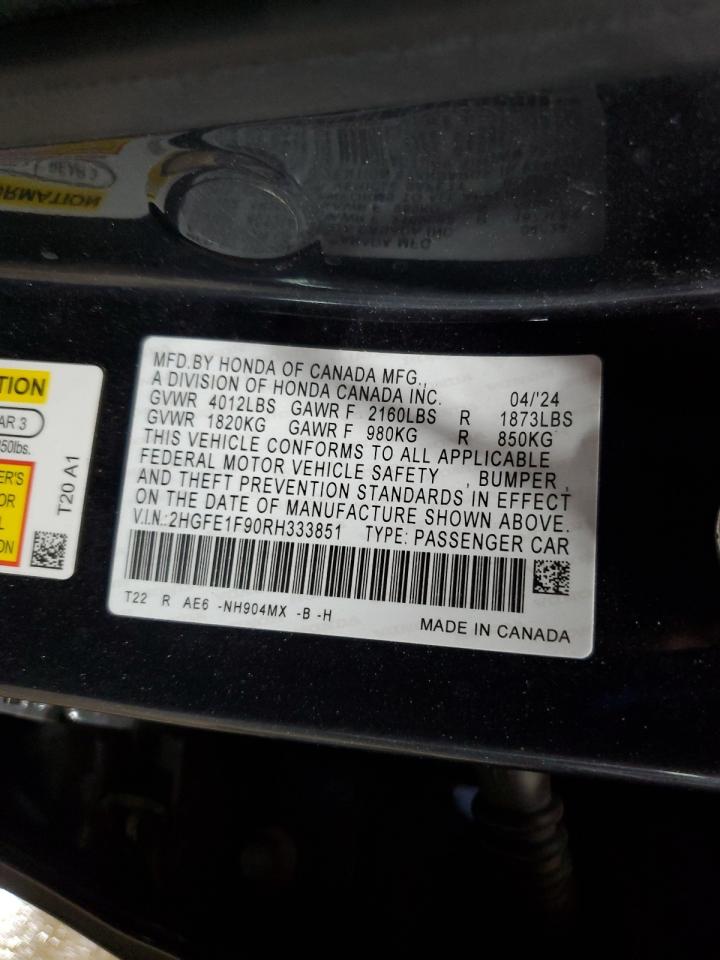 MFD.BY HONDA OF CANADA MFG.,
A DIVISION OF HONDA CANADA INC. 04/'24
GVWR 4012LBS GAWR F 2160LBS R 1873LBS
GVWR 1820KG GAWR F 980KG R 850KG
THIS VEHICLE CONFORMS TO ALL APPLICABLE
FEDERAL MOTOR VEHICLE SAFETY , BUMPER ,
AND THEFT PREVENTION STANDARDS IN EFFECT
ON THE DATE OF MANUFACTURE SHOWN ABOVE.
V.I.N.:2HGFE1F90RH333851 TYPE: PASSENGER CAR
T22 R AE6 -NH904MX -B -H
MADE IN CANADA
AR 3
T20 A1